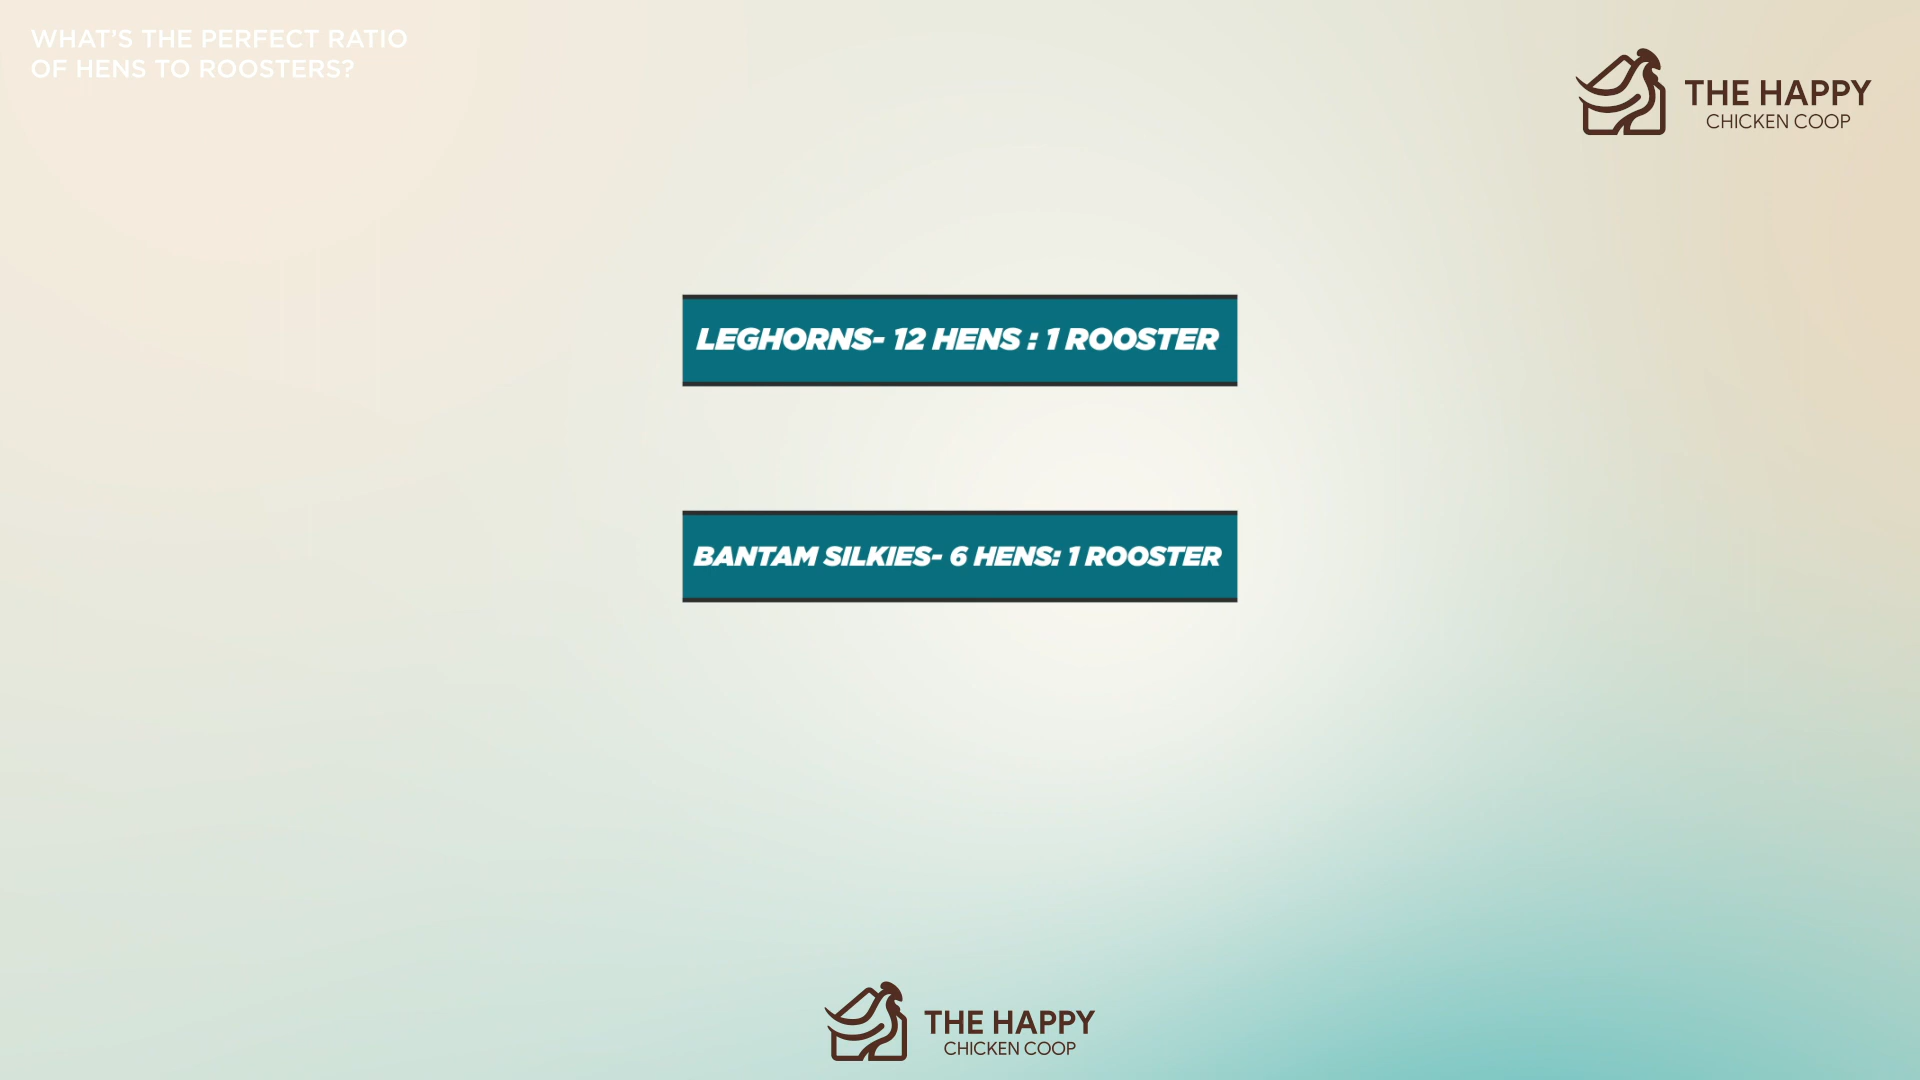 WHAT'S THE PERFECT RATIO
OF HENS TO ROOSTERS?
THE HAPPY
CHICKEN COOP
LEGHORNS- 12 HENS : 1 ROOSTER
BANTAM SILKIES- 6 HENS: 1 ROOSTER
THE HAPPY
CHICKEN COOP